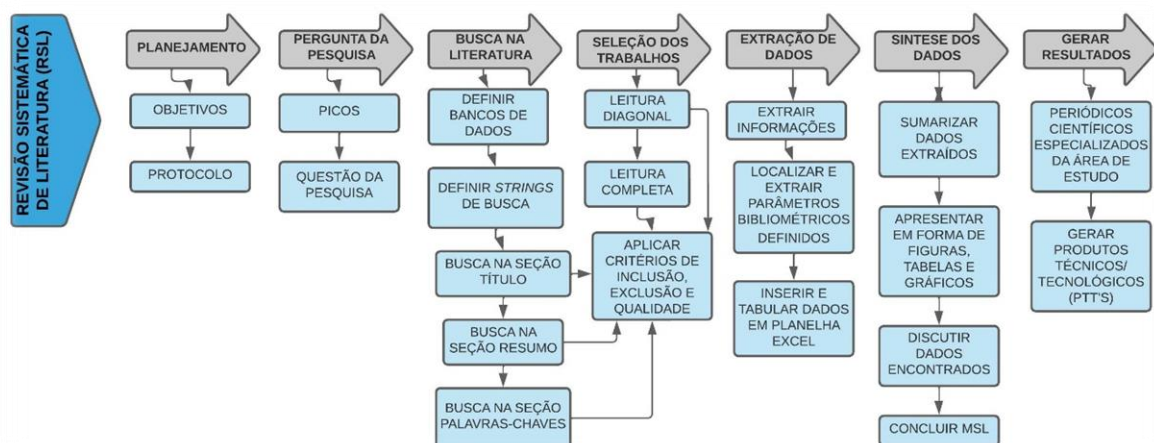 REVISÃO SISTEMÁTICA
DE LITERATURA (RSL)
PLANEJAMENTO
OBJETIVOS
PROTOCOLO
PERGUNTA DA
PESQUISA
PICOS
QUESTÃO DA
PESQUISA
BUSCA NA
LITERATURA
DEFINIR
BANCOS DE
DADOS
DEFINIR STRINGS
DE BUSCA
BUSCA NA SEÇÃO
TÍTULO
BUSCA NA
SEÇÃO RESUMO
BUSCA NA SEÇÃO
PALAVRAS-CHAVES
SELEÇÃO DOS
TRABALHOS
LEITURA
DIAGONAL
LEITURA
COMPLETA
APLICAR
CRITÉRIOS DE
INCLUSÃO,
EXCLUSÃO E
QUALIDADE
EXTRAÇÃO DE
DADOS
EXTRAIR
INFORMAÇÕES
LOCALIZAR E
EXTRAIR
PARÂMETROS
BIBLIOMÉTRICOS
DEFINIDOS
INSERIR E
TABULAR DADOS
EM PLANELHA
EXCEL
SINTESE DOS
DADOS
SUMARIZAR
DADOS
EXTRAÍDOS
APRESENTAR
EM FORMA DE
FIGURAS,
TABELAS E
GRÁFICOS
DISCUTIR
DADOS
ENCONTRADOS
CONCLUIR MSL
GERAR
RESULTADOS
PERIÓDICOS
CIENTÍFICOS
ESPECIALIZADOS
DA ÁREA DE
ESTUDO
GERAR
PRODUTOS
TÉCNICOS/
TECNOLÓGICOS
(PTT'S)